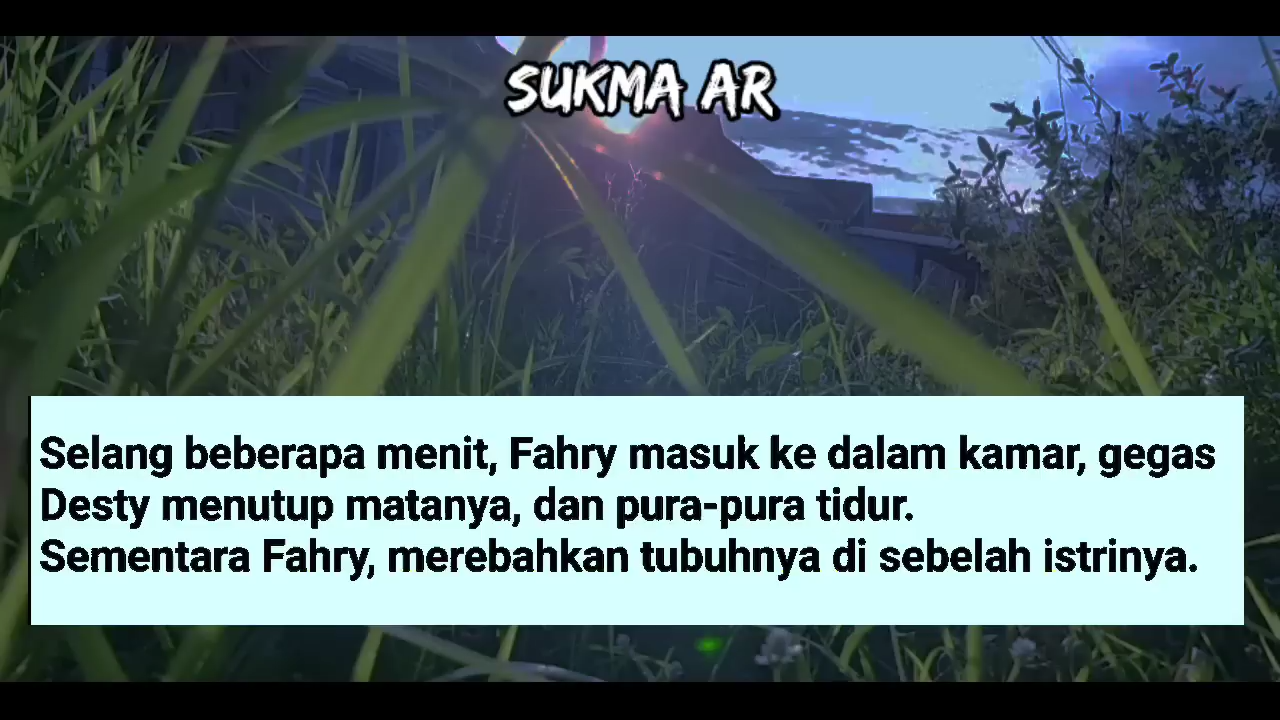 SUKMA AR
Selang beberapa menit, Fahry masuk ke dalam kamar, gegas
Desty menutup matanya, dan pura-pura tidur.
Sementara Fahry, merebahkan tubuhnya di sebelah istrinya.